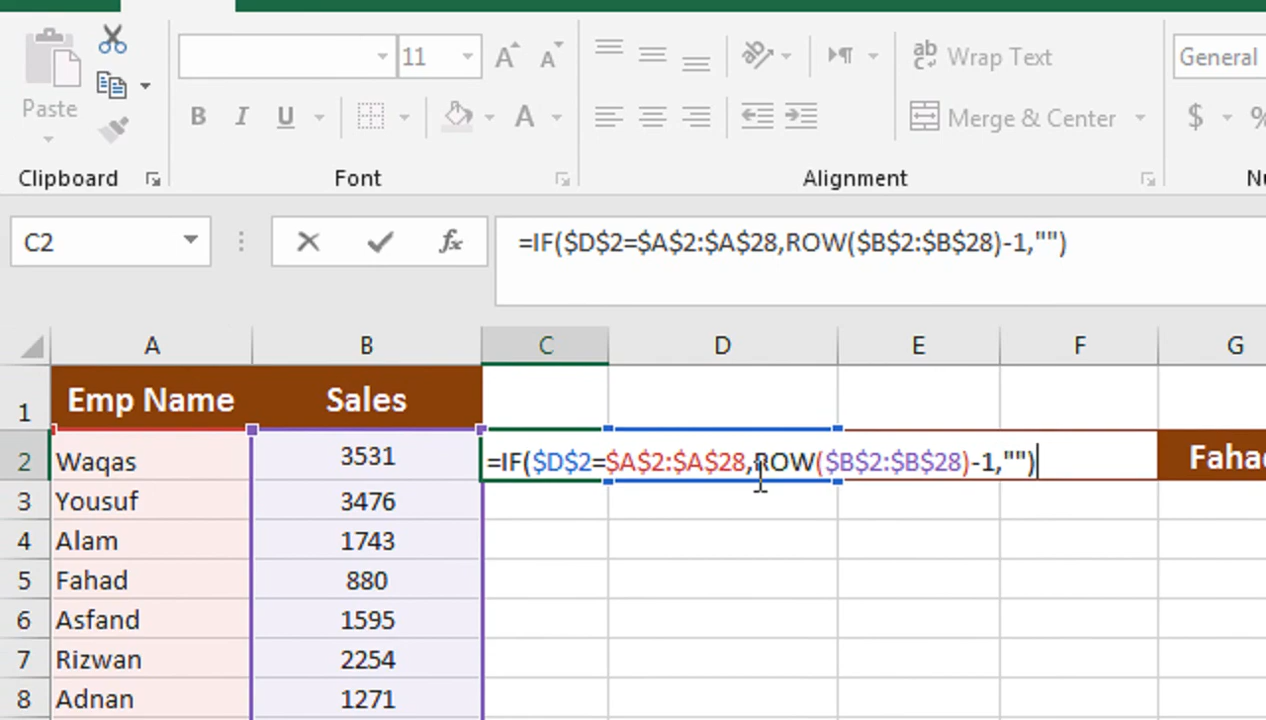 11
Wrap Text
General
Paste
B I U
A
Merge & Center
$ %
Clipboard
Font
Alignment
C2
fx
=IF($D$2=$A$2:$A$28,ROW($B$2:$B$28)-1,"")
A B C D E F G
1 Emp Name Sales
2 Waqas 3531 =IF($D$2=$A$2:$A$28,ROW($B$2:$B$28)-1,"")
3 Yousuf 3476
4 Alam 1743
5 Fahad 880
6 Asfand 1595
7 Rizwan 2254
8 Adnan 1271